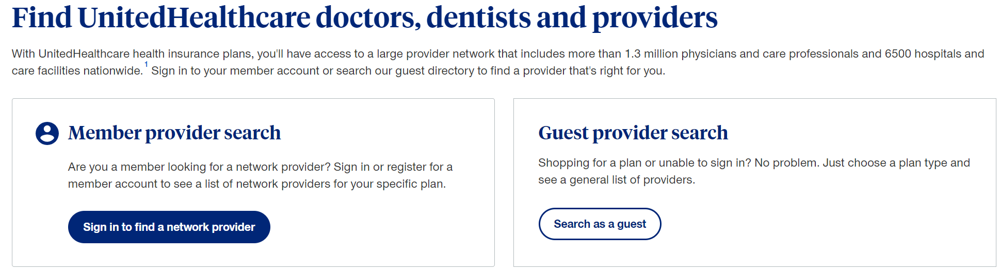 Find UnitedHealthcare doctors, dentists and providers
With UnitedHealthcare health insurance plans, you'll have access to a large provider network that includes more than 1.3 million physicians and care professionals and 6500 hospitals and
care facilities nationwide.1 Sign in to your member account or search our guest directory to find a provider that's right for you.
Member provider search
Are you a member looking for a network provider? Sign in or register for a
member account to see a list of network providers for your specific plan.
Sign in to find a network provider
Guest provider search
Shopping for a plan or unable to sign in? No problem. Just choose a plan type and
see a general list of providers.
Search as a guest